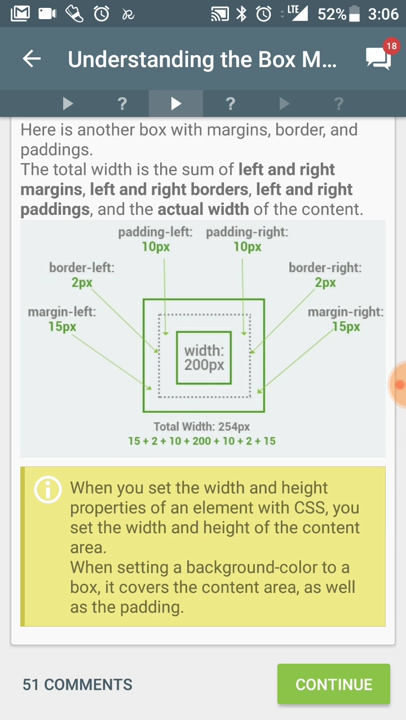 LTE 52% 3:06
Understanding the Box M... 18
? ? ?
Here is another box with margins, border, and
paddings.
The total width is the sum of left and right
margins, left and right borders, left and right
paddings, and the actual width of the content.
padding-left: padding-right:
10px 10px
border-left: border-right:
2px 2px
margin-left: margin-right:
15px 15px
width:
200px
Total Width: 254px
15 + 2 + 10 + 200 + 10 + 2 + 15
When you set the width and height
properties of an element with CSS, you
set the width and height of the content
area.
When setting a background-color to a
box, it covers the content area, as well
as the padding.
51 COMMENTS CONTINUE